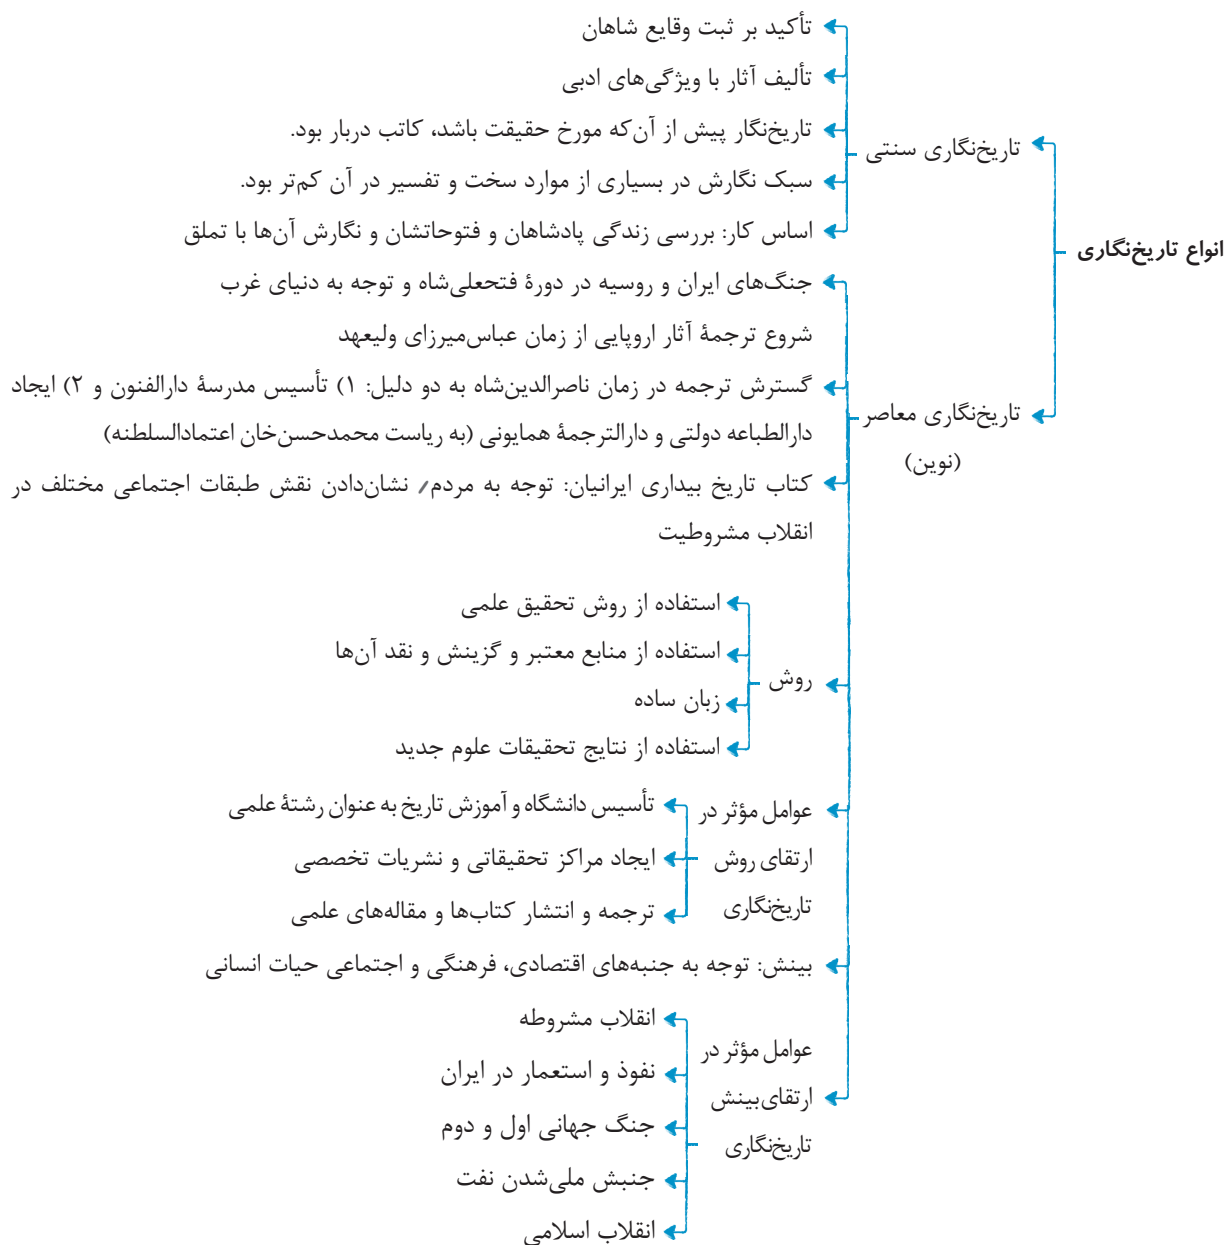 انواع تاریخ‌نگاری
تاریخ‌نگاری سنتی
تأکید بر ثبت وقایع شاهان
تألیف آثار با ویژگی‌های ادبی
تاریخ‌نگار پیش از آن‌که مورخ حقیقت باشد، کاتب دربار بود.
سبک نگارش در بسیاری از موارد سخت و تفسیر در آن کم‌تر بود.
اساس کار: بررسی زندگی پادشاهان و فتوحاتشان و نگارش آن‌ها با تملق
تاریخ‌نگاری معاصر
(نوین)
جنگ‌های ایران و روسیه در دورهٔ فتحعلی‌شاه و توجه به دنیای غرب
شروع ترجمهٔ آثار اروپایی از زمان عباس‌میرزای ولیعهد
گسترش ترجمه در زمان ناصرالدین‌شاه به دو دلیل: ۱) تأسیس مدرسهٔ دارالفنون و ۲) ایجاد
دارالطباعه دولتی و دارالترجمهٔ همایونی (به ریاست محمدحسن‌خان اعتمادالسلطنه)
کتاب تاریخ بیداری ایرانیان: توجه به مردم/ نشان‌دادن نقش طبقات اجتماعی مختلف در
انقلاب مشروطیت
روش
استفاده از روش تحقیق علمی
استفاده از منابع معتبر و گزینش و نقد آن‌ها
زبان ساده
استفاده از نتایج تحقیقات علوم جدید
عوامل مؤثر در
ارتقای روش
تاریخ‌نگاری
تأسیس دانشگاه و آموزش تاریخ به عنوان رشتهٔ علمی
ایجاد مراکز تحقیقاتی و نشریات تخصصی
ترجمه و انتشار کتاب‌ها و مقاله‌های علمی
بینش: توجه به جنبه‌های اقتصادی، فرهنگی و اجتماعی حیات انسانی
عوامل مؤثر در
ارتقای‌بینش
تاریخ‌نگاری
انقلاب مشروطه
نفوذ و استعمار در ایران
جنگ جهانی اول و دوم
جنبش ملی‌شدن نفت
انقلاب اسلامی